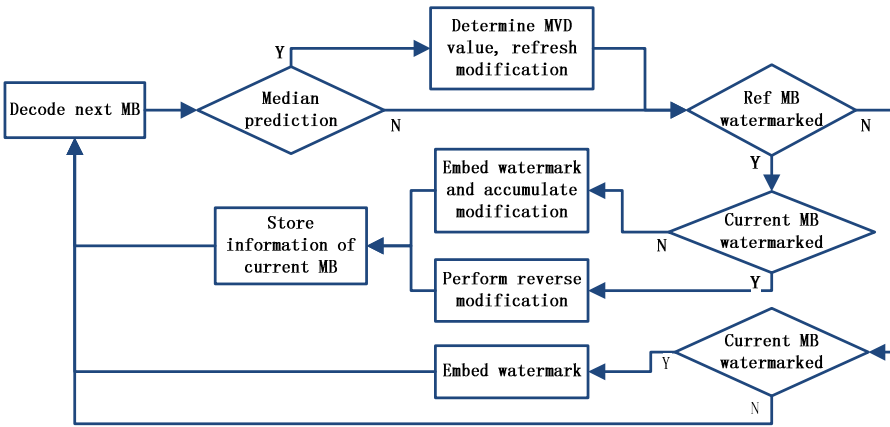 Determine MVD
value, refresh
modification
Y
Decode next MB
Median
prediction
N
Ref MB
watermarked
N
Y
Embed watermark
and accumulate
modification
Current MB
watermarked
N
Y
Store
information of
current MB
Perform reverse
modification
Current MB
watermarked
Y
Embed watermark
N